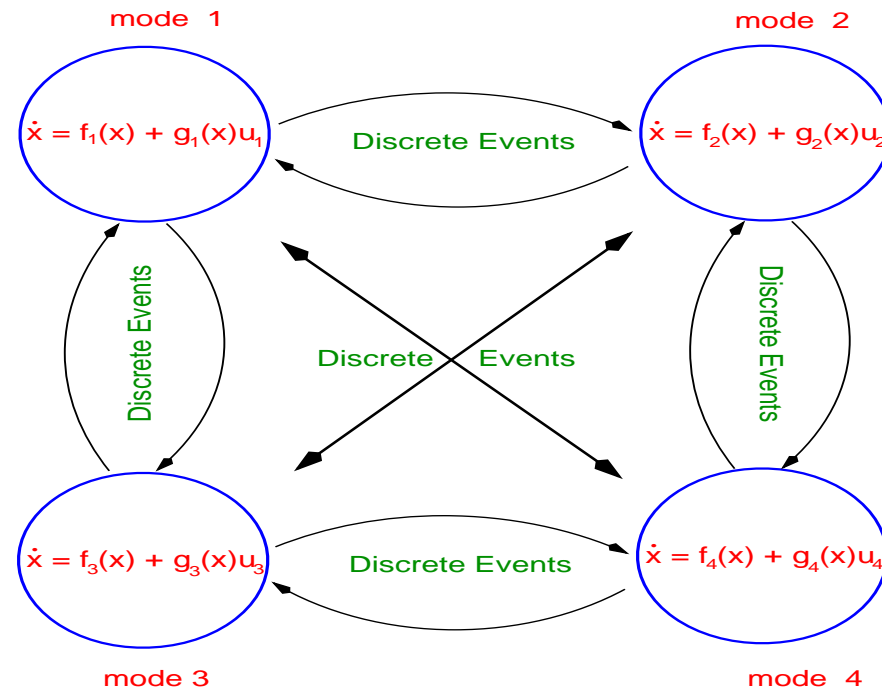 mode 1
mode 2
ẋ = f₁(x) + g₁(x)u₁
ẋ = f₂(x) + g₂(x)u₂
Discrete Events
Discrete Events
Discrete Events
Discrete Events
ẋ = f₃(x) + g₃(x)u₃
ẋ = f₄(x) + g₄(x)u₄
Discrete Events
mode 3
mode 4